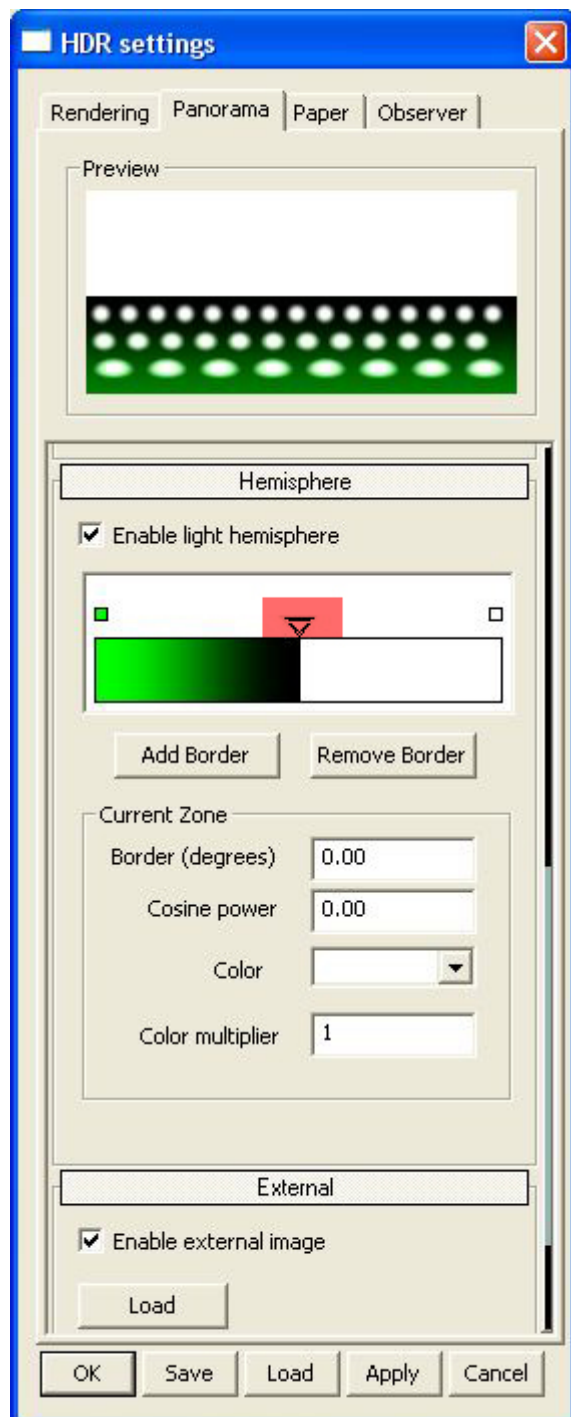 HDR settings
Rendering Panorama Paper Observer
Preview
Hemisphere
Enable light hemisphere
Add Border Remove Border
Current Zone
Border (degrees) 0.00
Cosine power 0.00
Color
Color multiplier 1
External
Enable external image
Load
OK Save Load Apply Cancel